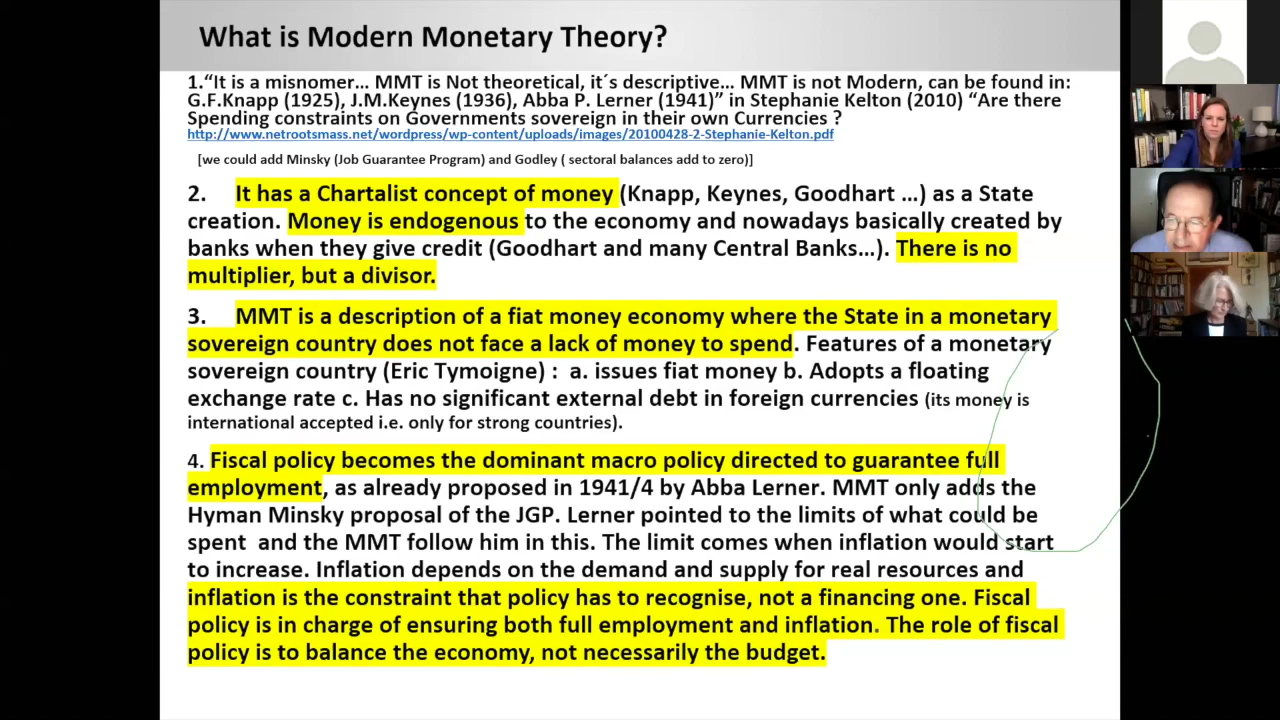 What is Modern Monetary Theory?
1.“It is a misnomer… MMT is Not theoretical, it´s descriptive… MMT is not Modern, can be found in:
G.F.Knapp (1925), J.M.Keynes (1936), Abba P. Lerner (1941)” in Stephanie Kelton (2010) “Are there
Spending constraints on Governments sovereign in their own Currencies ?
http://www.netrootsmass.net/wordpress/wp-content/uploads/images/20100428-2-Stephanie-Kelton.pdf
[we could add Minsky (Job Guarantee Program) and Godley ( sectoral balances add to zero)]
2. It has a Chartalist concept of money (Knapp, Keynes, Goodhart …) as a State
creation. Money is endogenous to the economy and nowadays basically created by
banks when they give credit (Goodhart and many Central Banks…). There is no
multiplier, but a divisor.
3. MMT is a description of a fiat money economy where the State in a monetary
sovereign country does not face a lack of money to spend. Features of a monetary
sovereign country (Eric Tymoigne) : a. issues fiat money b. Adopts a floating
exchange rate c. Has no significant external debt in foreign currencies (its money is
international accepted i.e. only for strong countries).
4. Fiscal policy becomes the dominant macro policy directed to guarantee full
employment, as already proposed in 1941/4 by Abba Lerner. MMT only adds the
Hyman Minsky proposal of the JGP. Lerner pointed to the limits of what could be
spent and the MMT follow him in this. The limit comes when inflation would start
to increase. Inflation depends on the demand and supply for real resources and
inflation is the constraint that policy has to recognise, not a financing one. Fiscal
policy is in charge of ensuring both full employment and inflation. The role of fiscal
policy is to balance the economy, not necessarily the budget.